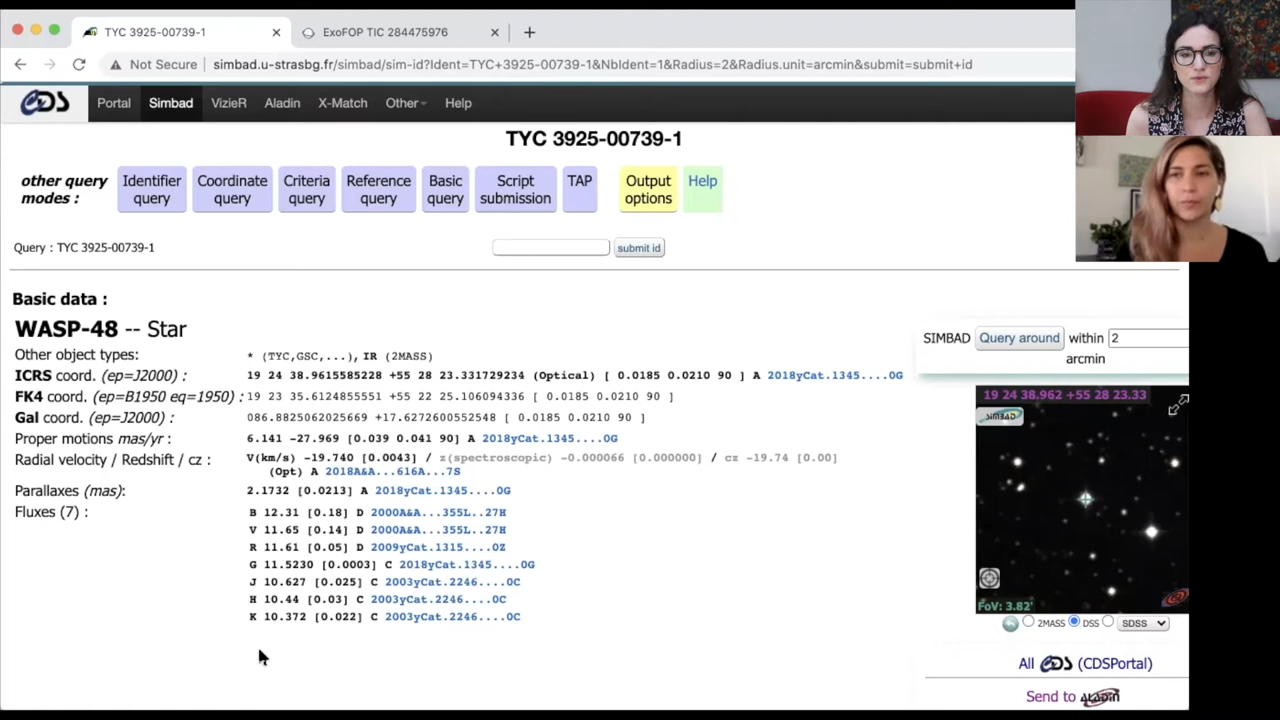 TYC 3925-00739-1
ExoFOP TIC 284475976
Not Secure simbad.u-strasbg.fr/simbad/sim-id?Ident=TYC+3925-00739-1&NbIdent=1&Radius=2&Radius.unit=arcmin&submit=submit+id
CDS Portal Simbad VizieR Aladin X-Match Other Help
TYC 3925-00739-1
other query modes :
Identifier query
Coordinate query
Criteria query
Reference query
Basic query
Script submission
TAP
Output options
Help
Query : TYC 3925-00739-1
submit id
Basic data :
WASP-48 -- Star
Other object types: * (TYC,GSC,...), IR (2MASS)
ICRS coord. (ep=J2000) : 19 24 38.9615585228 +55 28 23.331729234 (Optical) [ 0.0185 0.0210 90 ] A 2018yCat.1345....0G
FK4 coord. (ep=B1950 eq=1950) : 19 23 35.6124855551 +55 22 25.106094336 [ 0.0185 0.0210 90 ]
Gal coord. (ep=J2000) : 086.8825062025669 +17.6272600552548 [ 0.0185 0.0210 90 ]
Proper motions mas/yr : 6.141 -27.969 [0.039 0.041 90] A 2018yCat.1345....0G
Radial velocity / Redshift / cz : V(km/s) -19.740 [0.0043] / z(spectroscopic) -0.000066 [0.000000] / cz -19.74 [0.00]
(Opt) A 2018A&A...616A...7S
Parallaxes (mas): 2.1732 [0.0213] A 2018yCat.1345....0G
Fluxes (7) : B 12.31 [0.18] D 2000A&A...355L..27H
V 11.65 [0.14] D 2000A&A...355L..27H
R 11.61 [0.05] D 2009yCat.1315....0Z
G 11.5230 [0.0003] C 2018yCat.1345....0G
J 10.627 [0.025] C 2003yCat.2246....0C
H 10.44 [0.03] C 2003yCat.2246....0C
K 10.372 [0.022] C 2003yCat.2246....0C
SIMBAD Query around within 2
arcmin
19 24 38.962 +55 28 23.33
SIMBAD
FoV: 3.82'
2MASS DSS SDSS
All CDS (CDSPortal)
Send to ALADIN